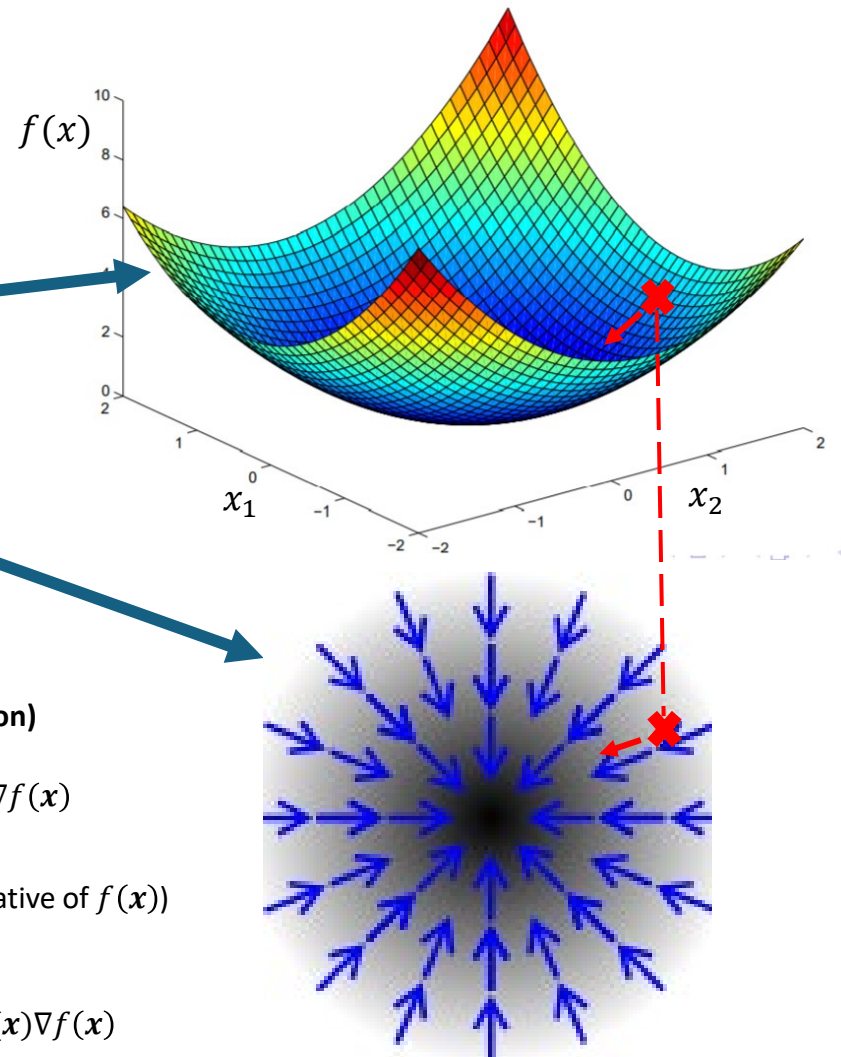 10
f(x)
8
6
4
2
0
2
1
0
x₁
−1
−2
−2
−1
0
x₂
1
2
on)
∇f(𝒙)
ative of f(𝒙))
(𝒙)∇f(𝒙)